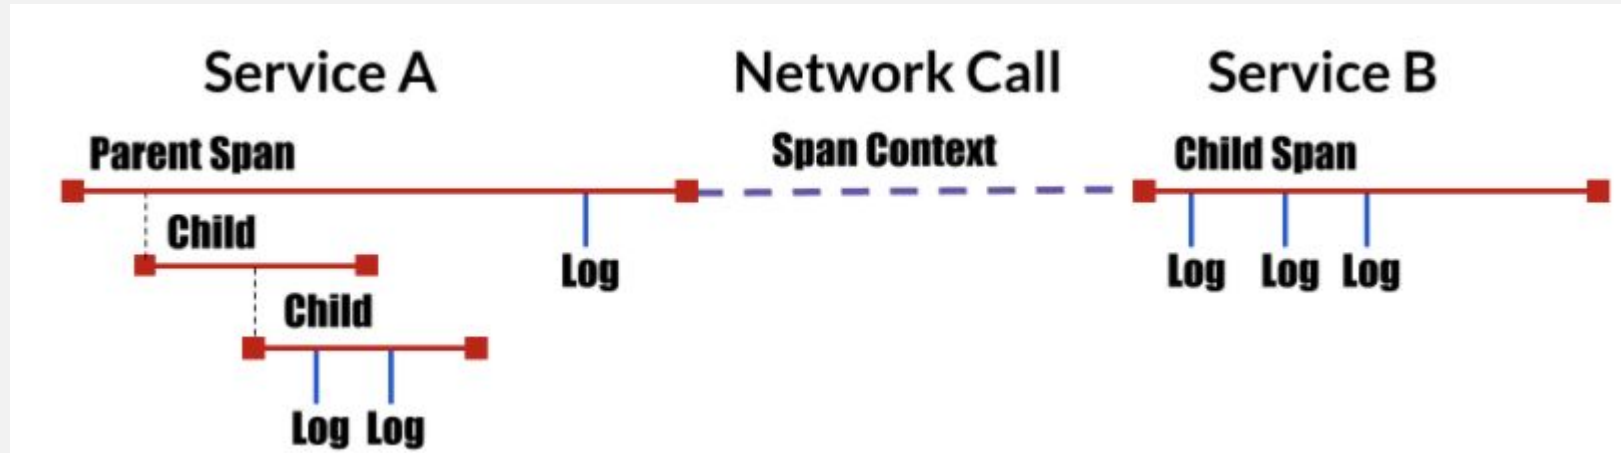 Service A
Network Call
Service B
Parent Span
Span Context
Child Span
Child
Log
Log Log Log
Child
Log Log